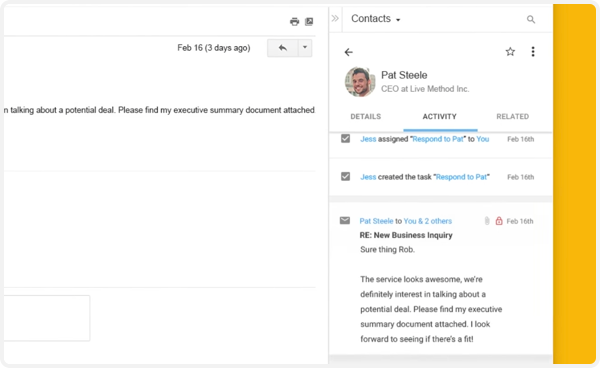 Contacts
Feb 16 (3 days ago)
n talking about a potential deal. Please find my executive summary document attached
Pat Steele
CEO at Live Method Inc.
DETAILS
ACTIVITY
RELATED
Jess assigned "Respond to Pat" to You
Feb 16th
Jess created the task "Respond to Pat"
Feb 16th
Pat Steele to You & 2 others
Feb 16th
RE: New Business Inquiry
Sure thing Rob.
The service looks awesome, we're
definitely interest in talking about a
potential deal. Please find my executive
summary document attached. I look
forward to seeing if there's a fit!